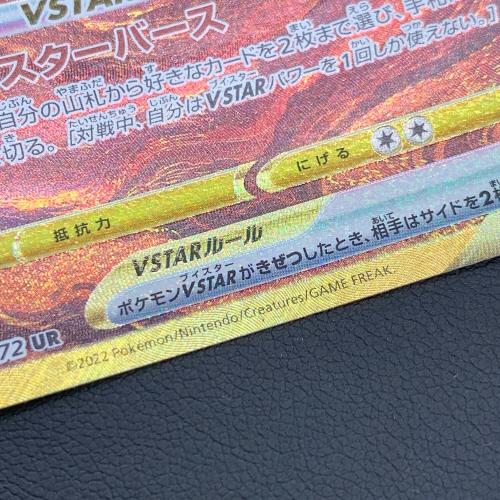 VSTAR
スターバース
自分の山札から好きなカードを2枚まで選び、手札
切る。[対戦中、自分はVSTARパワーを1回しか使えない。]
にげる
抵抗力
VSTARルール
ポケモンVSTARがきぜつしたとき、相手はサイドを2枚
72 UR
©2022 Pokémon/Nintendo/Creatures/GAME FREAK.